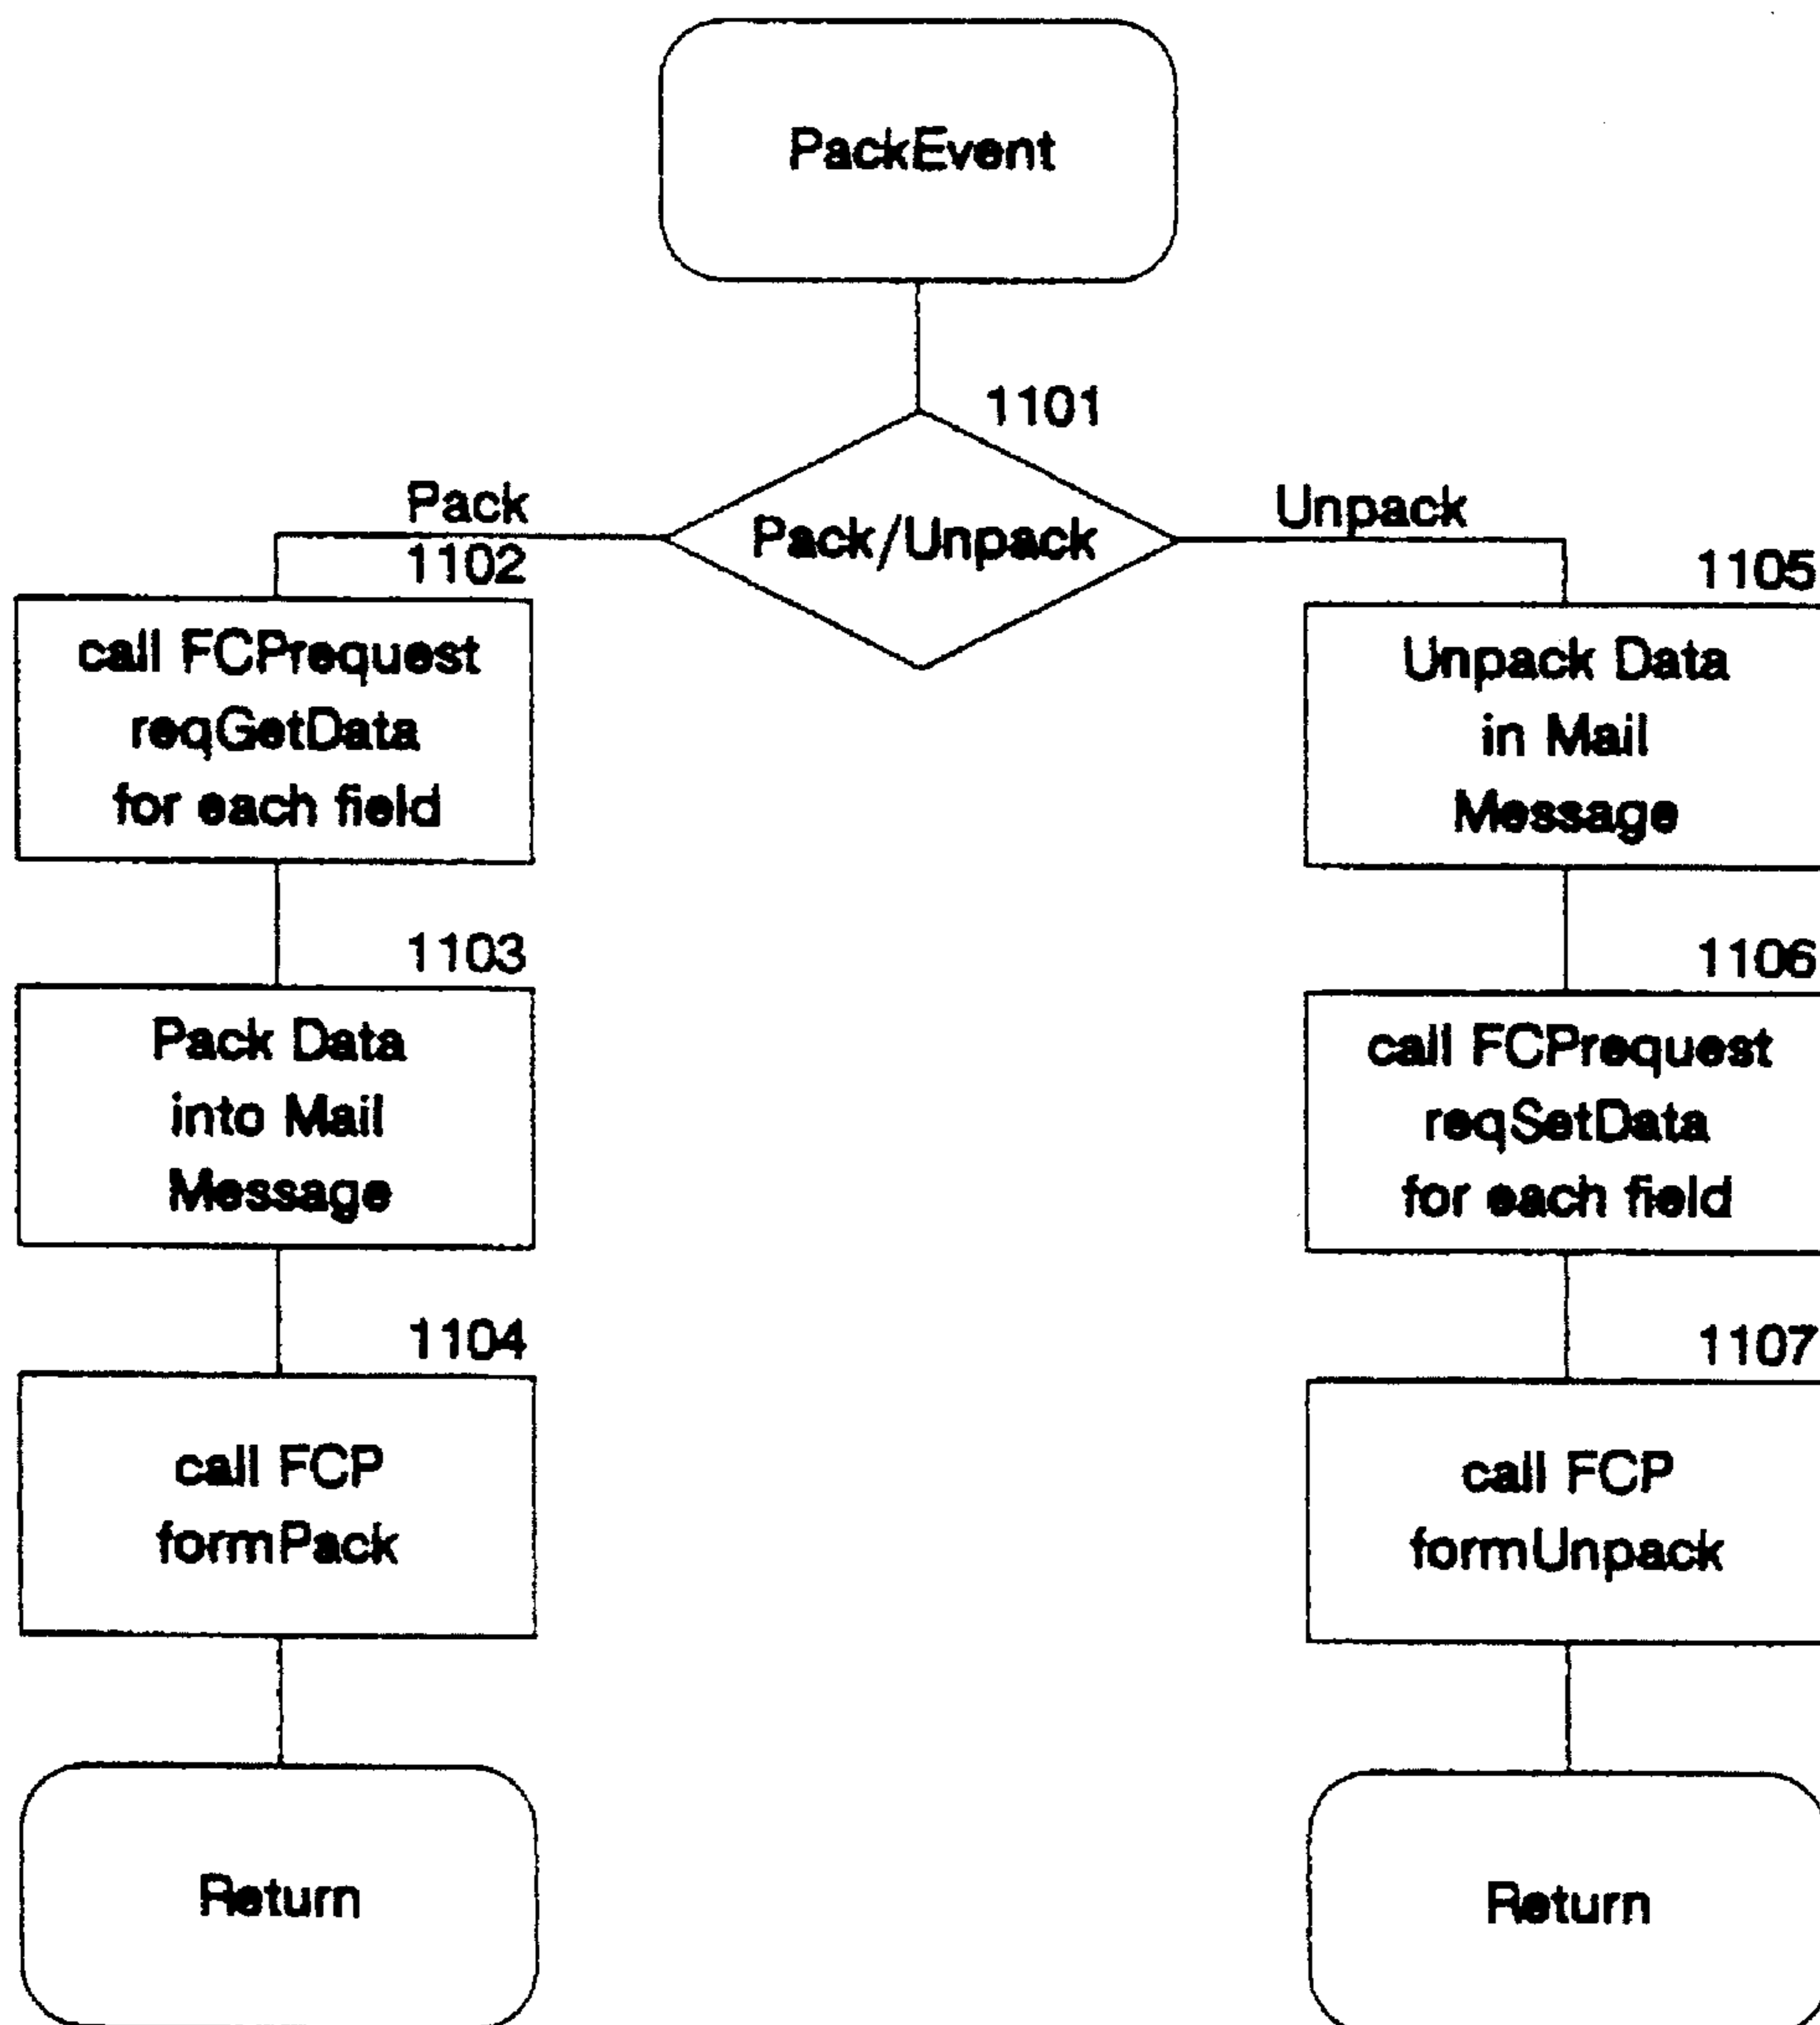 PackEvent
1101
Pack/Unpack
Pack
1102
call FCPrequest
reqGetData
for each field
1103
Pack Data
into Mail
Message
1104
call FCP
formPack
Return
Unpack
1105
Unpack Data
in Mail
Message
1106
call FCPrequest
reqSetData
for each field
1107
call FCP
formUnpack
Return